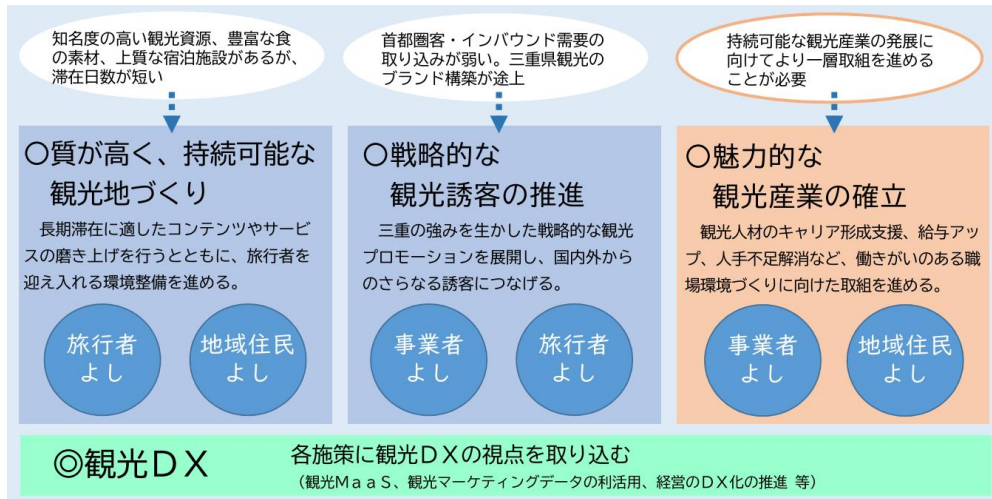 知名度の高い観光資源、豊富な食
の素材、上質な宿泊施設があるが、
滞在日数が短い
首都圏客・インバウンド需要の
取り込みが弱い。三重県観光の
ブランド構築が途上
持続可能な観光産業の発展に
向けてより一層取組を進める
ことが必要
〇質が高く、持続可能な
観光地づくり
長期滞在に適したコンテンツやサービ
スの磨き上げを行うとともに、旅行者を
迎え入れる環境整備を進める。
旅行者
よし
地域住民
よし
〇戦略的な
観光誘客の推進
三重の強みを生かした戦略的な観光
プロモーションを展開し、国内外から
のさらなる誘客につなげる。
事業者
よし
旅行者
よし
〇魅力的な
観光産業の確立
観光人材のキャリア形成支援、給与アッ
プ、人手不足解消など、働きがいのある職
場環境づくりに向けた取組を進める。
事業者
よし
地域住民
よし
◎観光ＤＸ
各施策に観光ＤＸの視点を取り込む
（観光ＭａａＳ、観光マーケティングデータの利活用、経営のＤＸ化の推進 等）